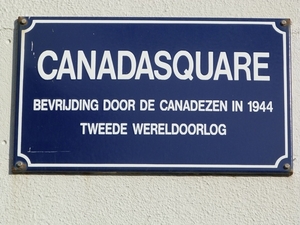 CANADASQUARE
BEVRIJDING DOOR DE CANADEZEN IN 1944
TWEEDE WERELDOORLOG